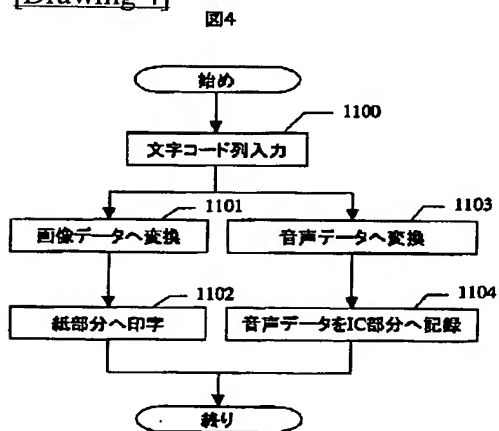 [Drawing 4]
図4
始め
1100
文字コード列入力
1101
画像データへ変換
1103
音声データへ変換
1102
紙部分へ印字
1104
音声データをIC部分へ記録
終り